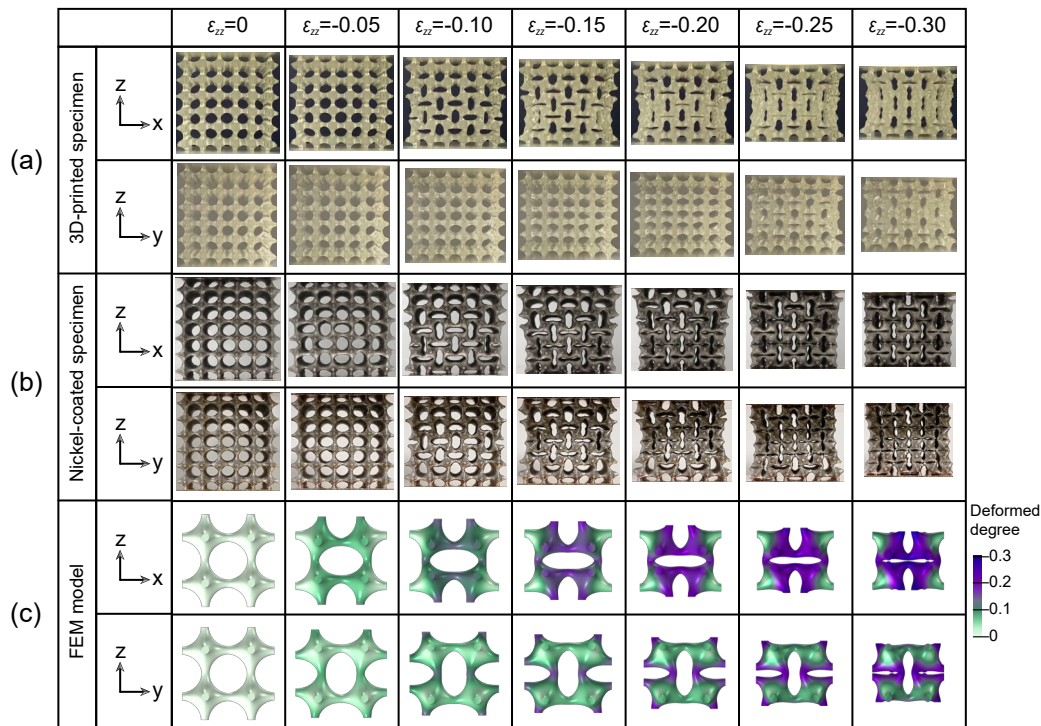 ε_zz=0 ε_zz=-0.05 ε_zz=-0.10 ε_zz=-0.15 ε_zz=-0.20 ε_zz=-0.25 ε_zz=-0.30
(a)
3D-printed specimen
z
x
z
y
(b)
Nickel-coated specimen
z
x
z
y
(c)
FEM model
z
x
z
y
Deformed
degree
0.3
0.2
0.1
0